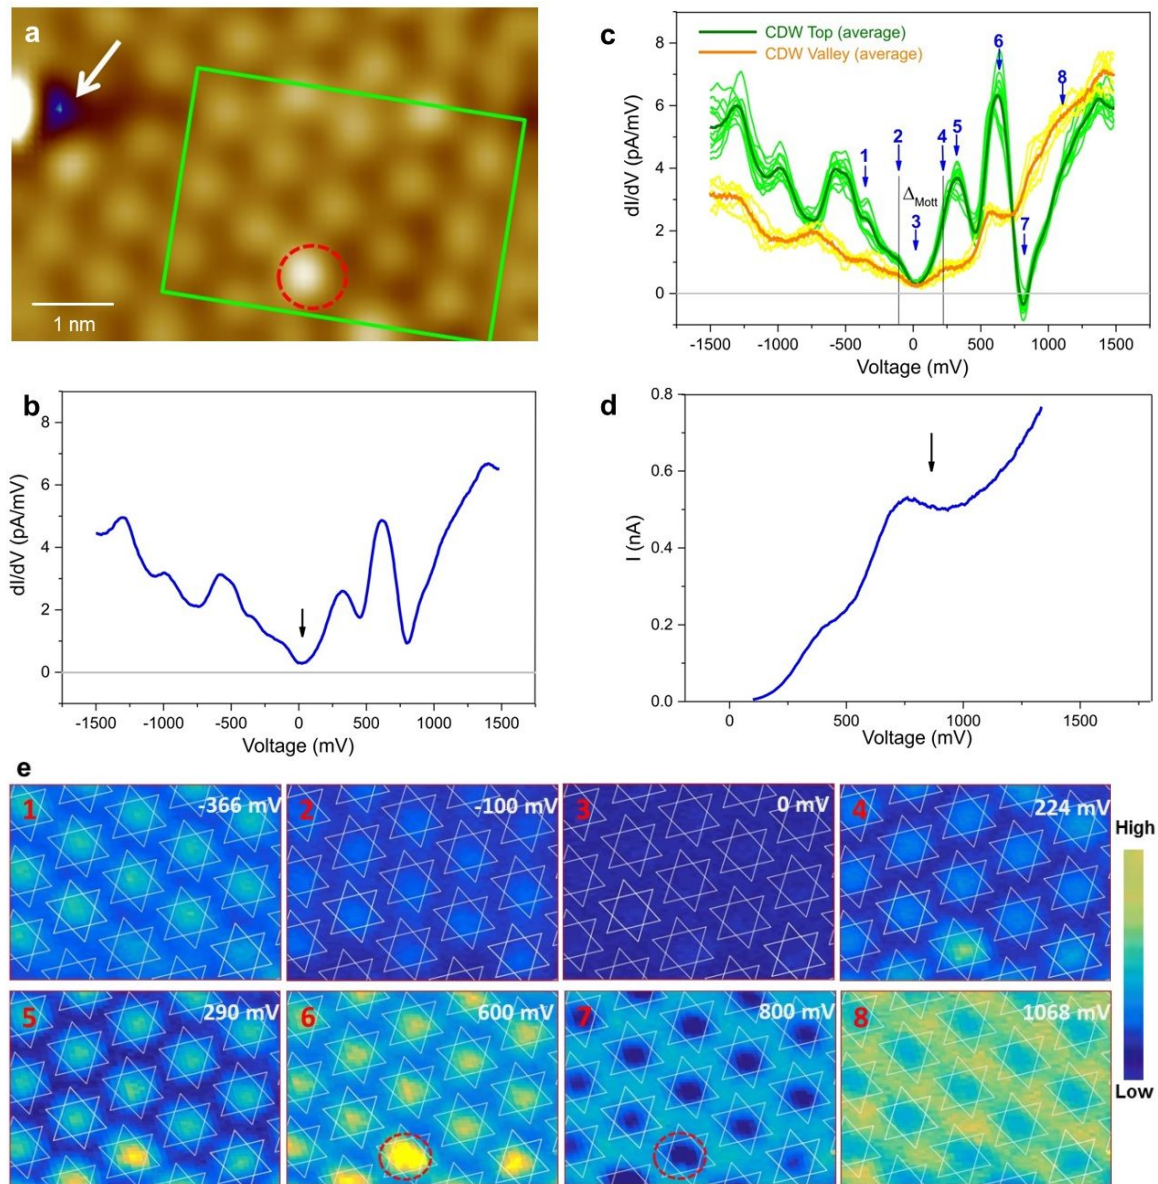 a
1 nm
c
CDW Top (average)
CDW Valley (average)
dI/dV (pA/mV)
8
6
4
2
0
1
2
Δ_Mott
3
4
5
6
7
8
-1500 -1000 -500 0 500 1000 1500
Voltage (mV)
b
dI/dV (pA/mV)
8
6
4
2
0
-1500 -1000 -500 0 500 1000 1500
Voltage (mV)
d
I (nA)
0.8
0.6
0.4
0.2
0.0
0 500 1000 1500
Voltage (mV)
e
1 -366 mV
2 -100 mV
3 0 mV
4 224 mV
High
5 290 mV
6 600 mV
7 800 mV
8 1068 mV
Low